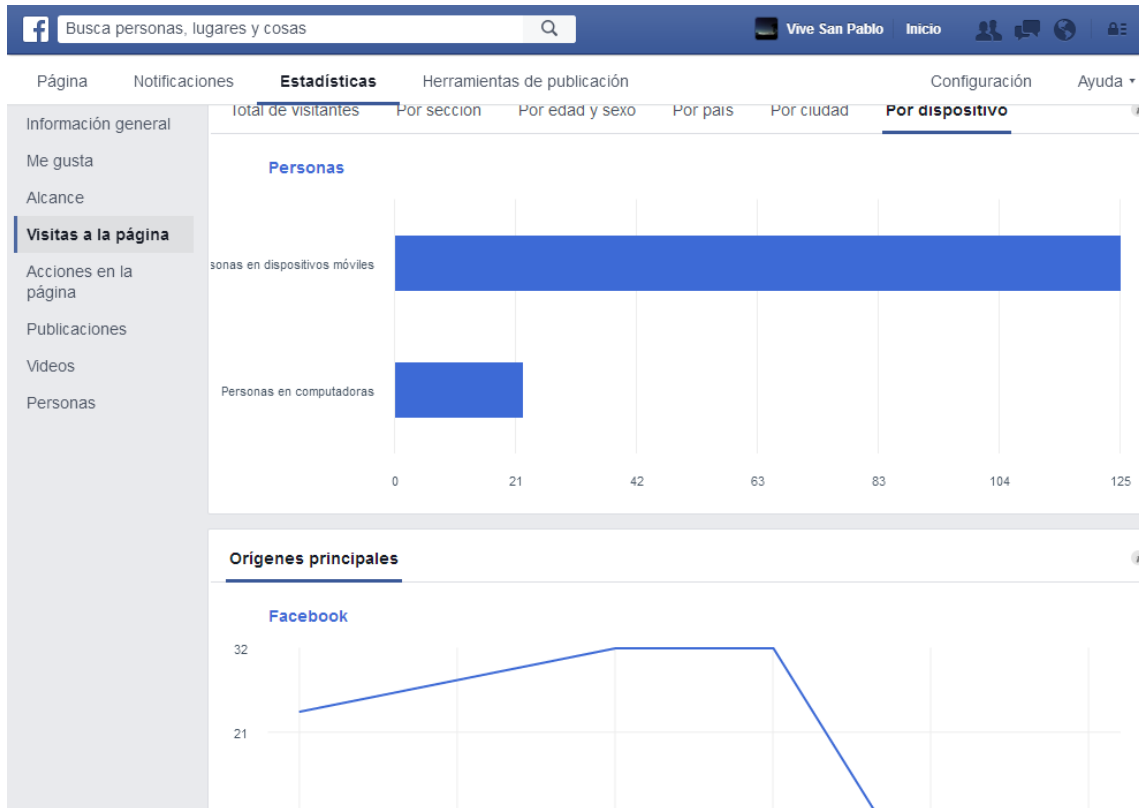 f Busca personas, lugares y cosas Vive San Pablo Inicio
Página Notificaciones Estadísticas Herramientas de publicación Configuración Ayuda
Total de visitantes Por sección Por edad y sexo Por país Por ciudad Por dispositivo
Información general
Me gusta
Alcance
Visitas a la página
Acciones en la
página
Publicaciones
Videos
Personas
Personas
sonas en dispositivos móviles
Personas en computadoras
0 21 42 63 83 104 125
Orígenes principales
Facebook
32
21